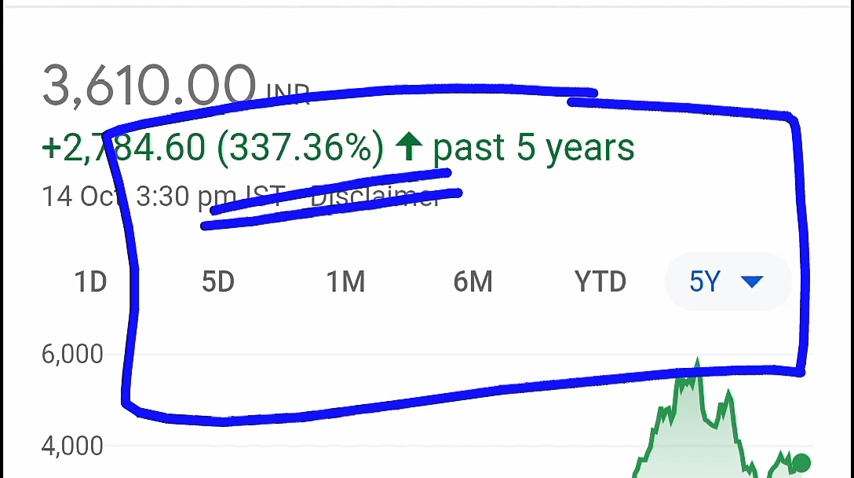 3,610.00 INR
+2,784.60 (337.36%) ↑ past 5 years
14 Oct, 3:30 pm IST · Disclaimer
1D 5D 1M 6M YTD 5Y
6,000
4,000